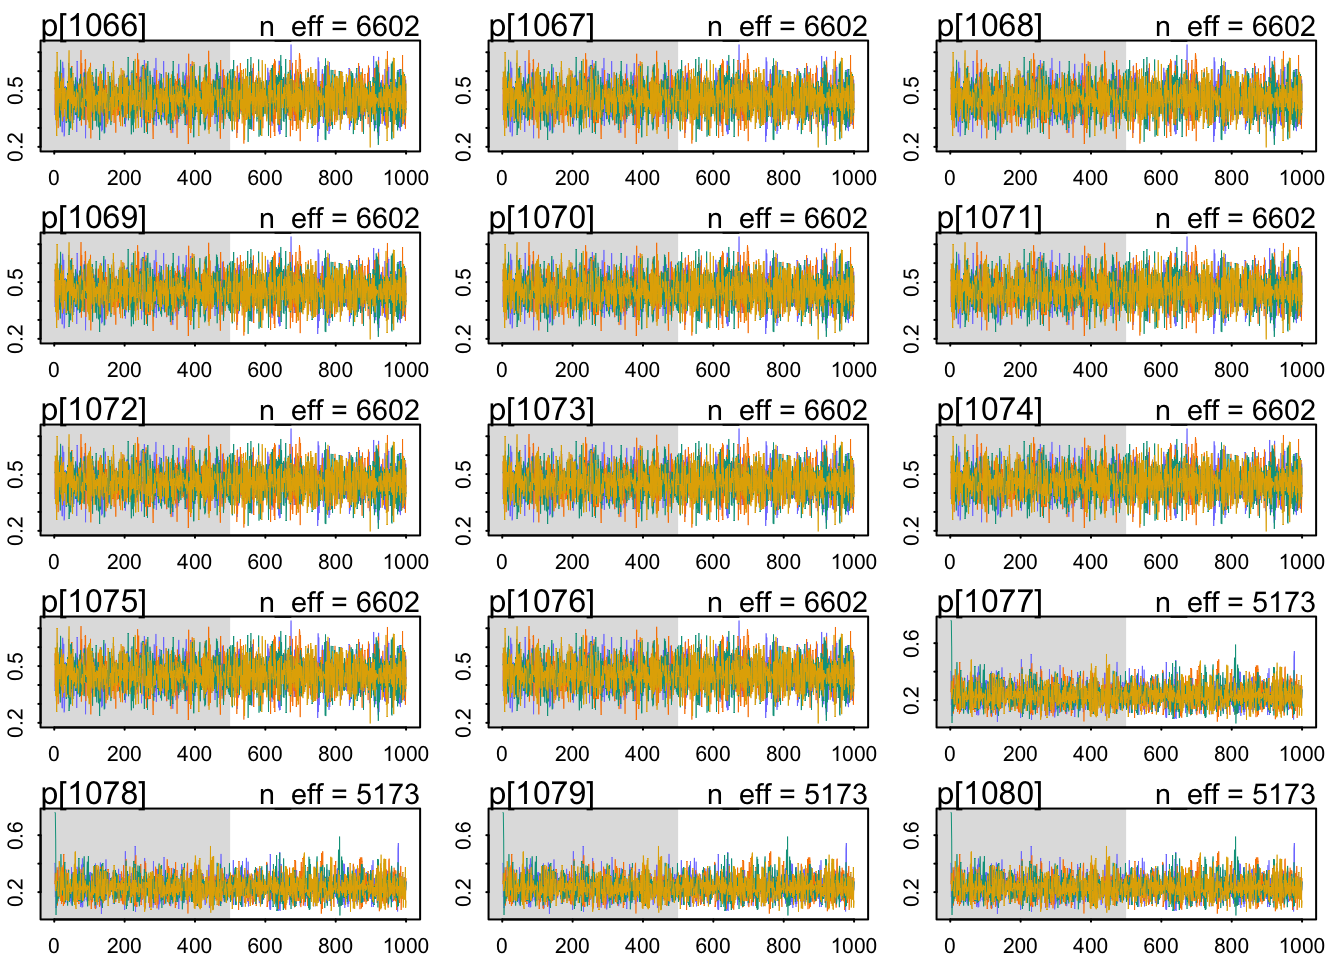 p[1066] n_eff = 6602 p[1067] n_eff = 6602 p[1068] n_eff = 6602
0.2 0.5 0.2 0.5 0.2 0.5
0 200 400 600 800 1000 0 200 400 600 800 1000 0 200 400 600 800 1000
p[1069] n_eff = 6602 p[1070] n_eff = 6602 p[1071] n_eff = 6602
0.2 0.5 0.2 0.5 0.2 0.5
0 200 400 600 800 1000 0 200 400 600 800 1000 0 200 400 600 800 1000
p[1072] n_eff = 6602 p[1073] n_eff = 6602 p[1074] n_eff = 6602
0.2 0.5 0.2 0.5 0.2 0.5
0 200 400 600 800 1000 0 200 400 600 800 1000 0 200 400 600 800 1000
p[1075] n_eff = 6602 p[1076] n_eff = 6602 p[1077] n_eff = 5173
0.2 0.5 0.2 0.5 0.2 0.6
0 200 400 600 800 1000 0 200 400 600 800 1000 0 200 400 600 800 1000
p[1078] n_eff = 5173 p[1079] n_eff = 5173 p[1080] n_eff = 5173
0.2 0.6 0.2 0.6 0.2 0.6
0 200 400 600 800 1000 0 200 400 600 800 1000 0 200 400 600 800 1000